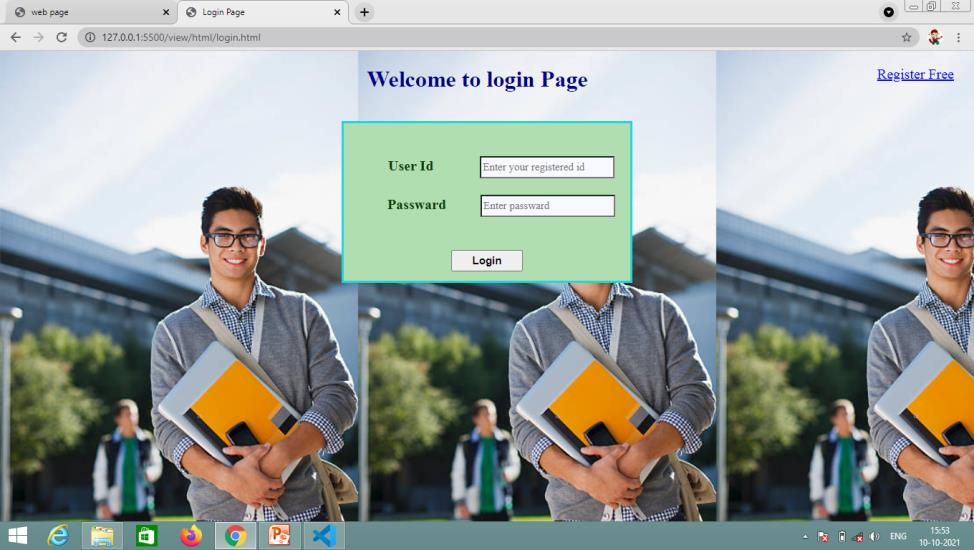 web page
Login Page
127.0.0.1:5500/view/html/login.html
Welcome to login Page
Register Free
User Id
Enter your registered id
Passward
Enter password
Login
ENG
15:53
10-10-2021